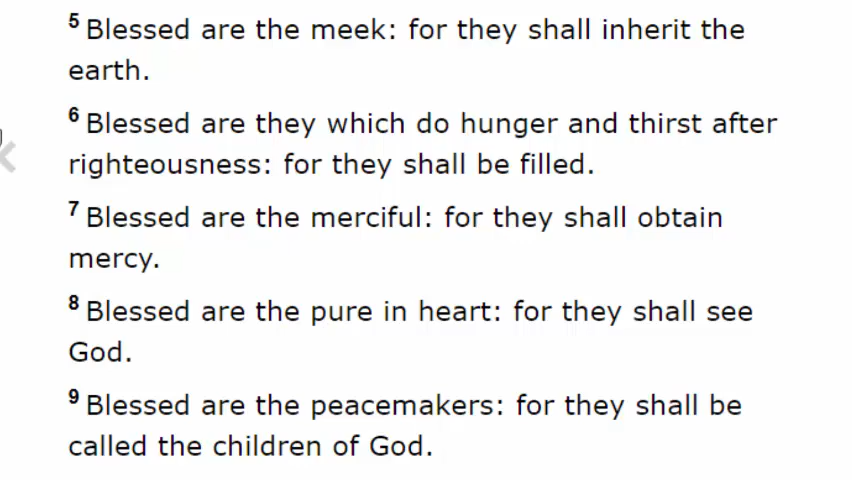 5 Blessed are the meek: for they shall inherit the
earth.
6 Blessed are they which do hunger and thirst after
righteousness: for they shall be filled.
7 Blessed are the merciful: for they shall obtain
mercy.
8 Blessed are the pure in heart: for they shall see
God.
9 Blessed are the peacemakers: for they shall be
called the children of God.